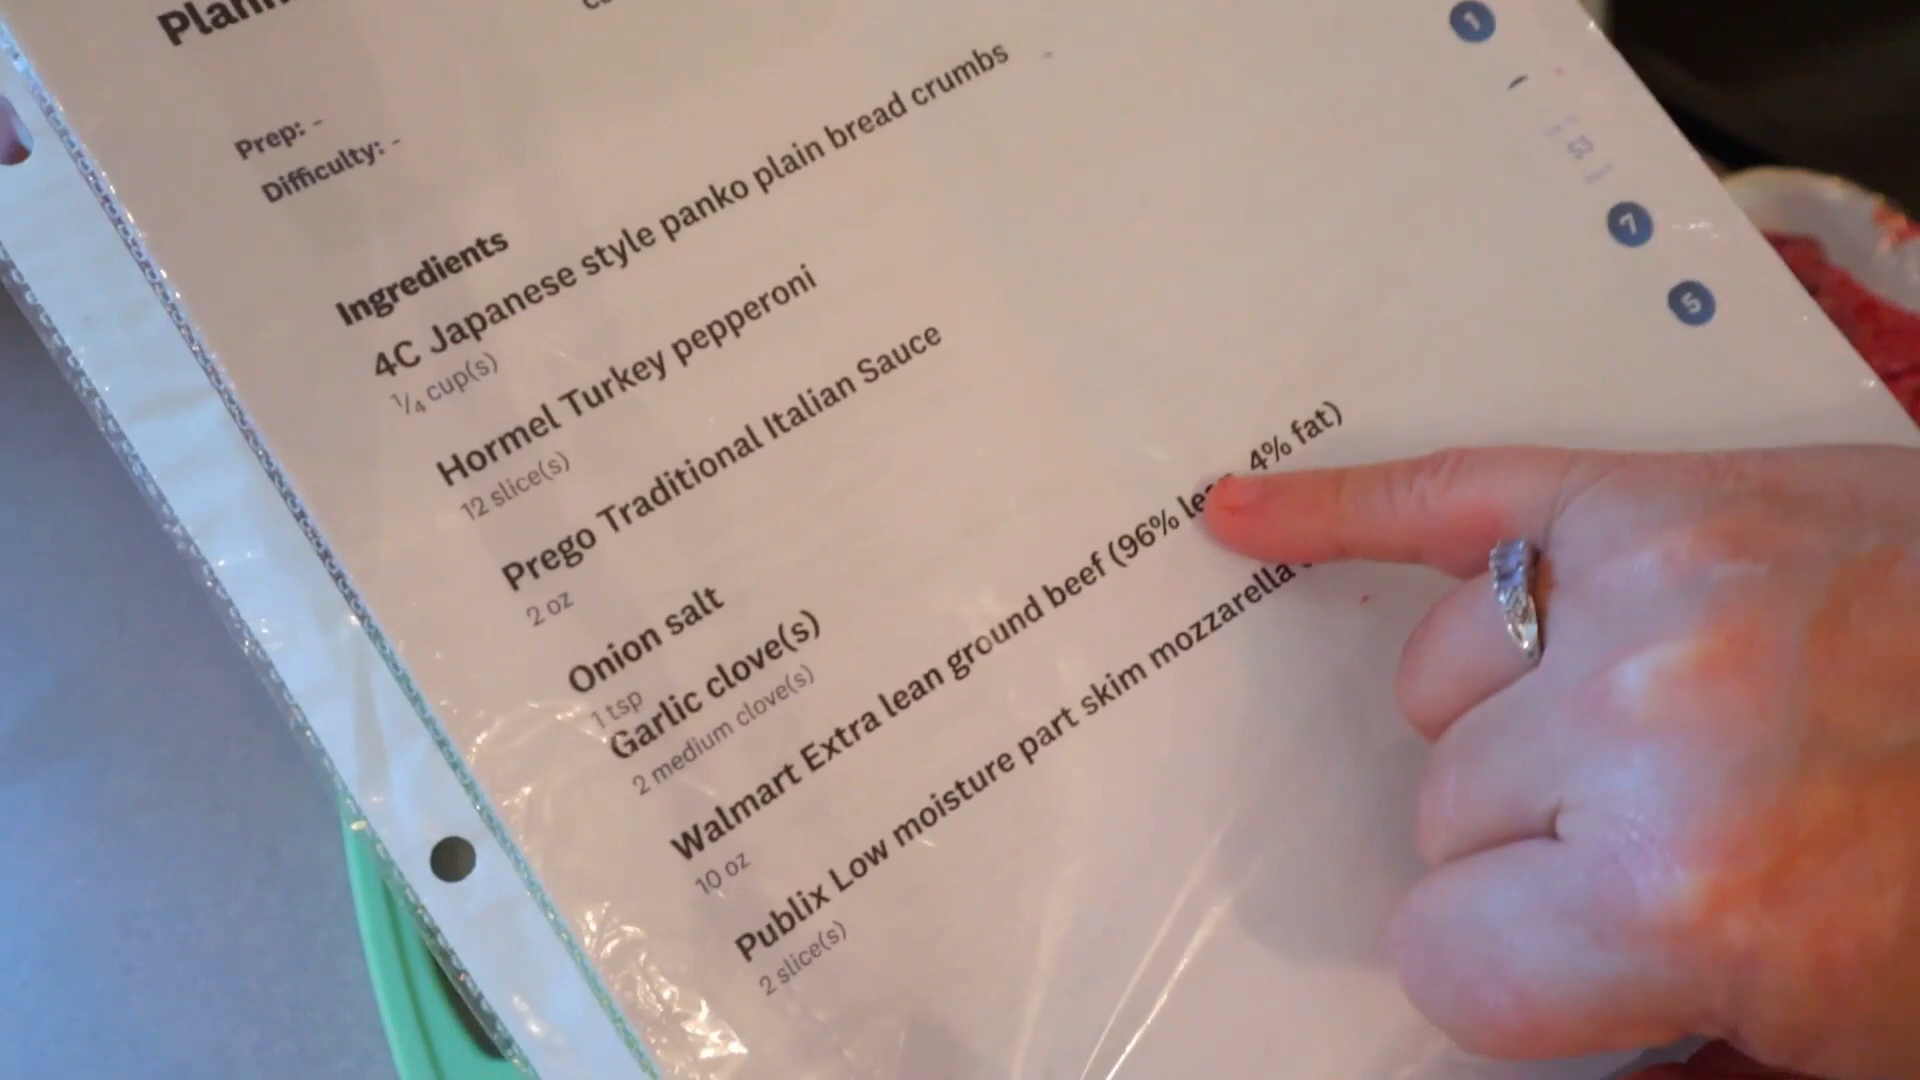 Prep: -
Difficulty: -
Ingredients
4C Japanese style panko plain bread crumbs
1/4 cup(s)
Hormel Turkey pepperoni
12 slice(s)
Prego Traditional Italian Sauce
2 oz
Onion salt
1 tsp
Garlic clove(s)
2 medium clove(s)
Walmart Extra lean ground beef (96% 4% fat)
10 oz
Publix Low moisture part skim mozzarella
2 slice(s)
1
7
5